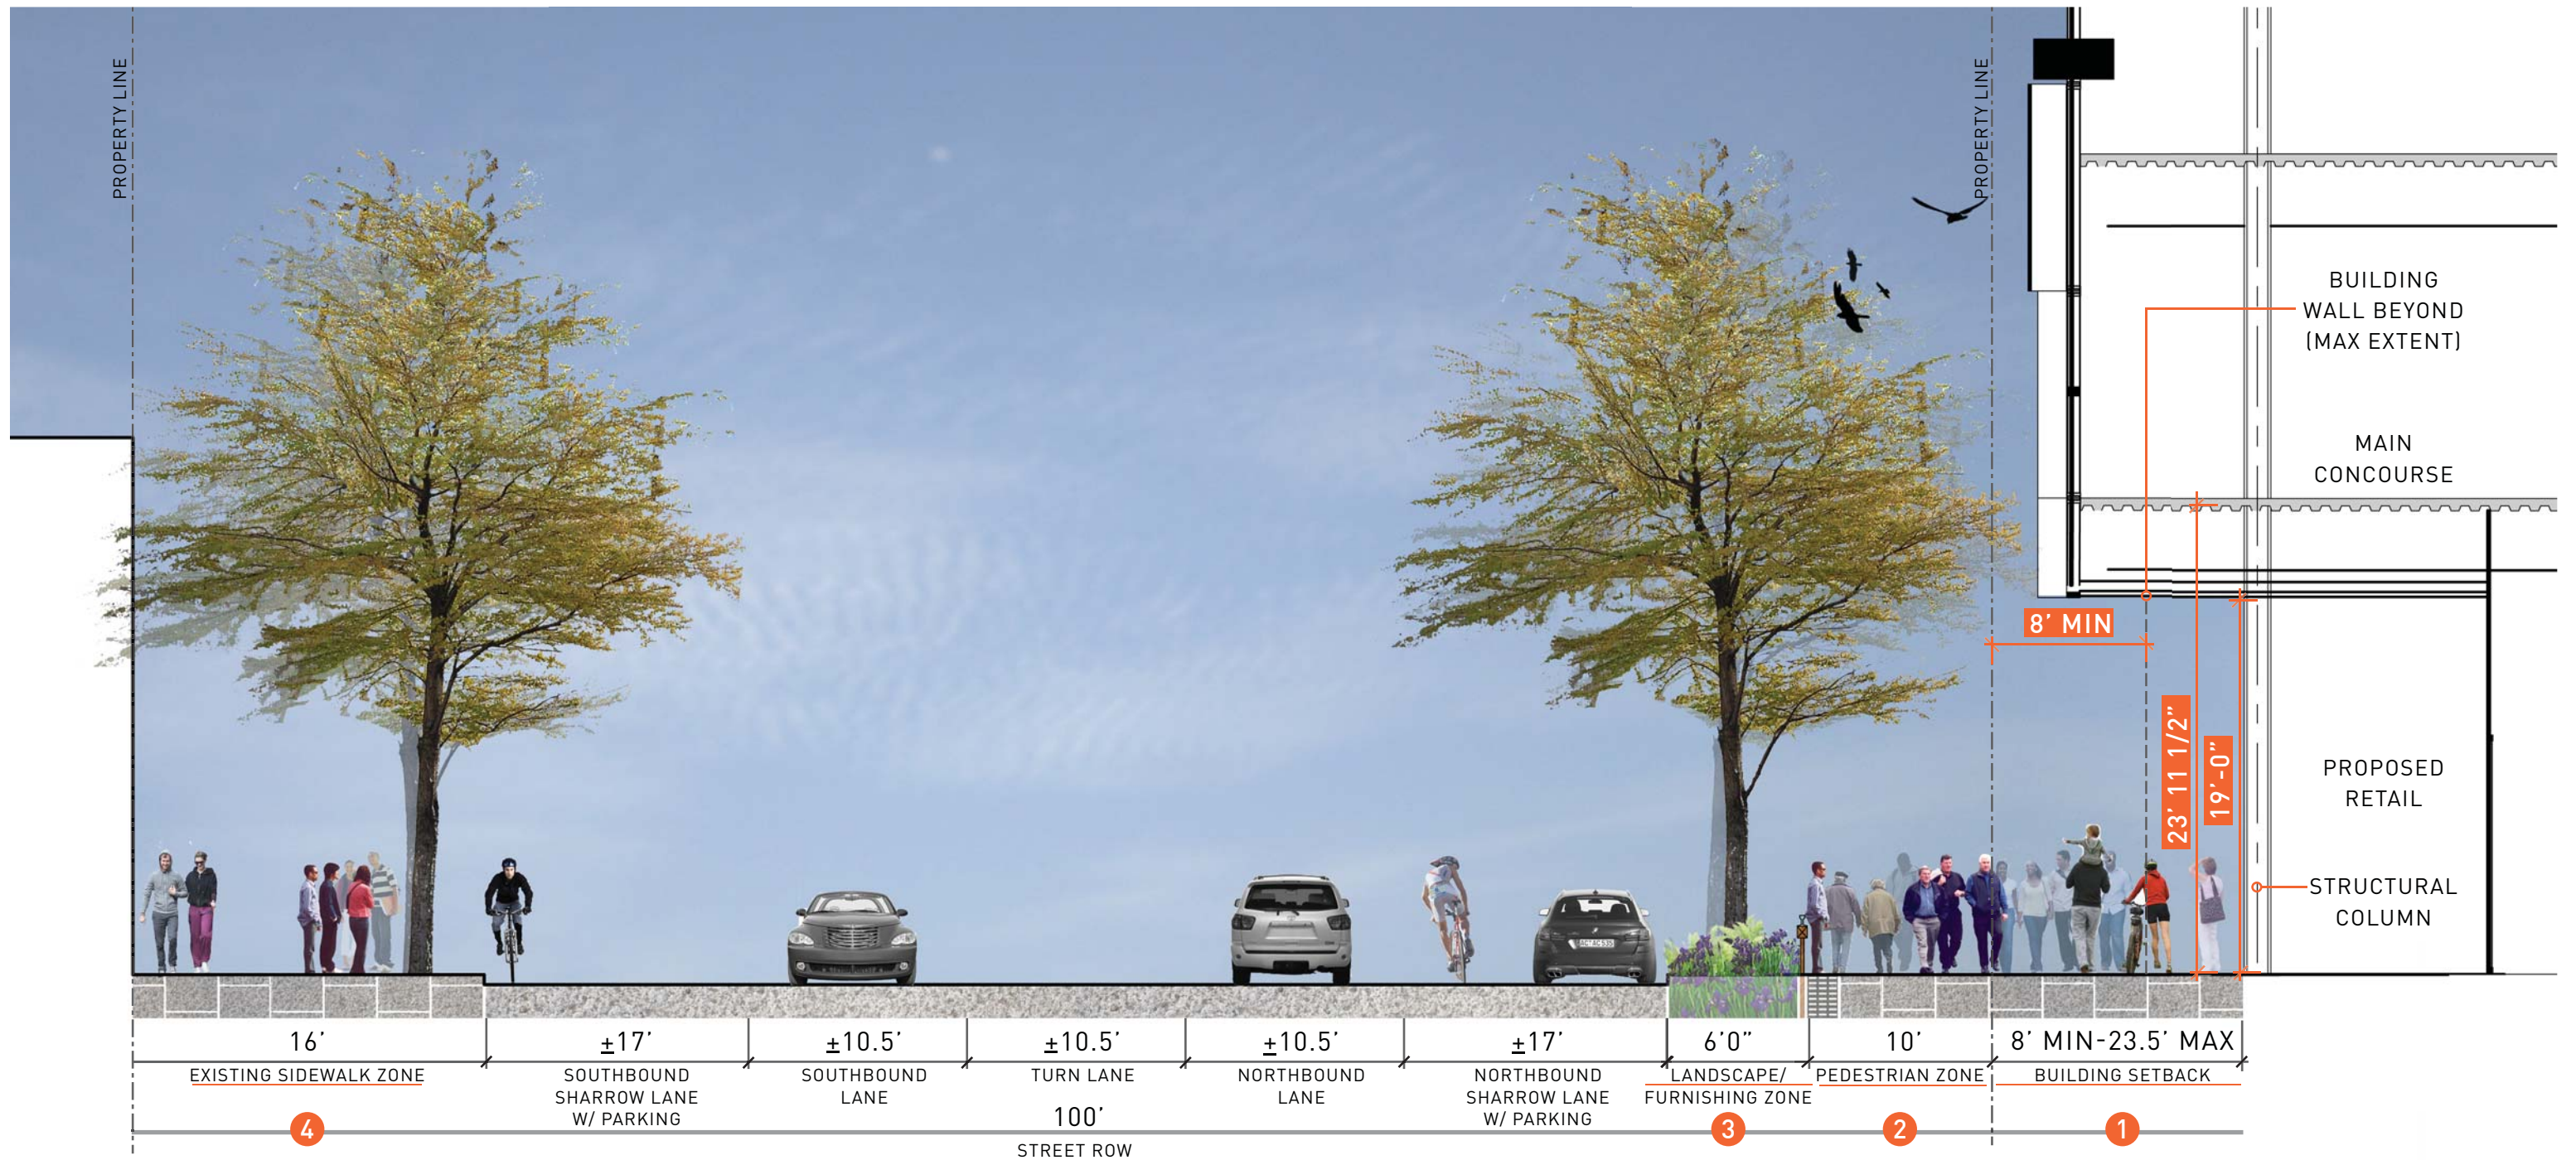 PROPERTY LINE
PROPERTY LINE
BUILDING
WALL BEYOND
(MAX EXTENT)
MAIN
CONCOURSE
8’ MIN
23’ 11 1/2”
19’-0”
PROPOSED
RETAIL
STRUCTURAL
COLUMN
16’
±17’
±10.5’
±10.5’
±10.5’
±17’
6’0”
10’
8’ MIN-23.5’ MAX
EXISTING SIDEWALK ZONE
SOUTHBOUND
SHARROW LANE
W/ PARKING
SOUTHBOUND
LANE
TURN LANE
NORTHBOUND
LANE
NORTHBOUND
SHARROW LANE
W/ PARKING
LANDSCAPE/
FURNISHING ZONE
PEDESTRIAN ZONE
BUILDING SETBACK
100’
STREET ROW
4
3
2
1